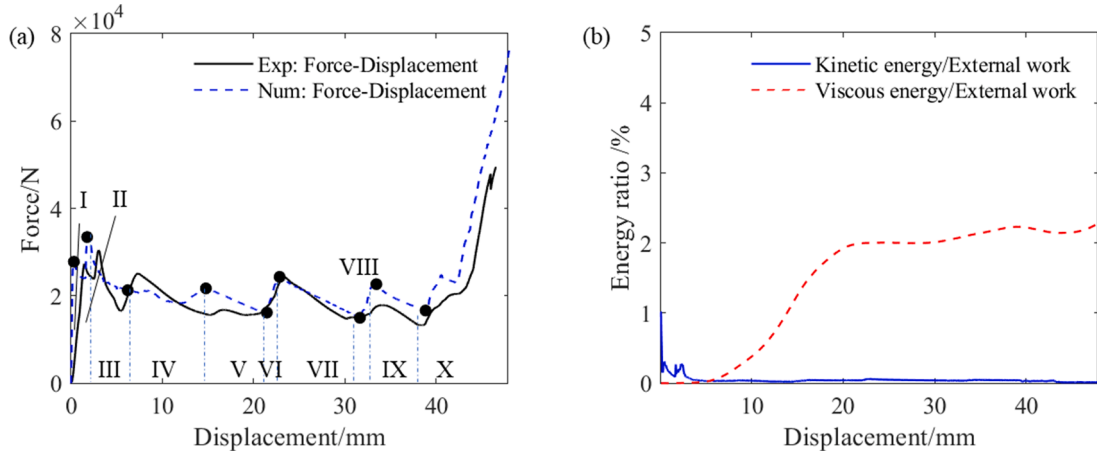 (a)
×10⁴
8
6
4
2
0
Force/N
Exp: Force-Displacement
Num: Force-Displacement
I
II
III
IV
V
VI
VII
VIII
IX
X
0 10 20 30 40
Displacement/mm
(b)
5
4
3
2
1
0
Energy ratio /%
Kinetic energy/External work
Viscous energy/External work
10 20 30 40
Displacement/mm